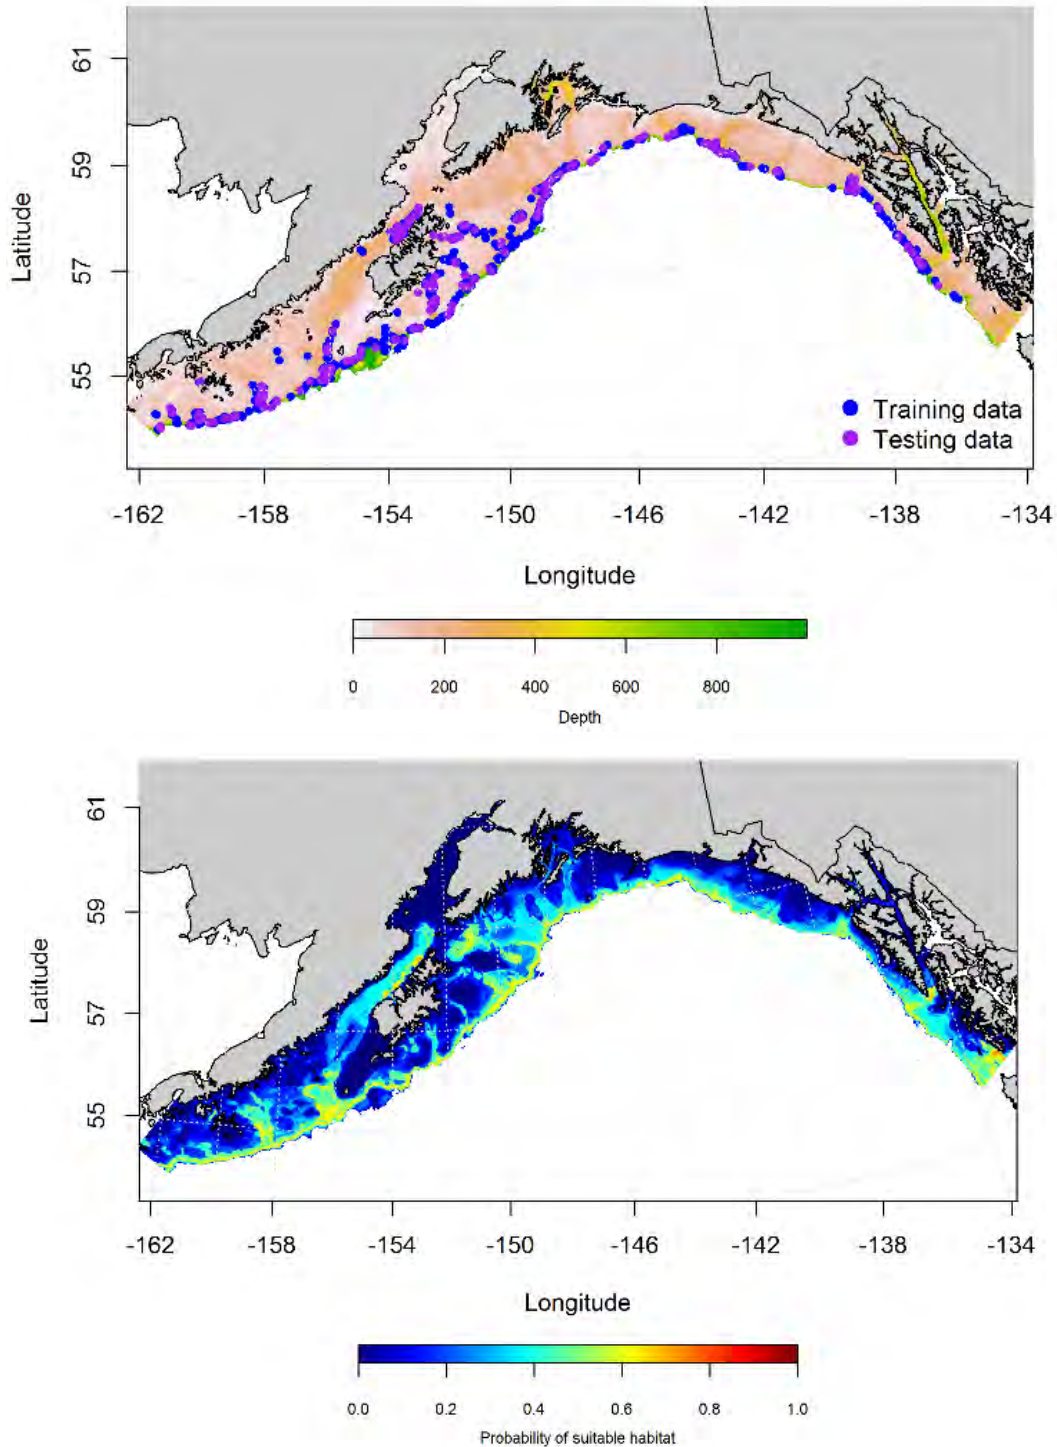 61
59
57
55
Latitude
Training data
Testing data
-162 -158 -154 -150 -146 -142 -138 -134
Longitude
0 200 400 600 800
Depth
61
59
57
55
Latitude
-162 -158 -154 -150 -146 -142 -138 -134
Longitude
0.0 0.2 0.4 0.6 0.8 1.0
Probability of suitable habitat